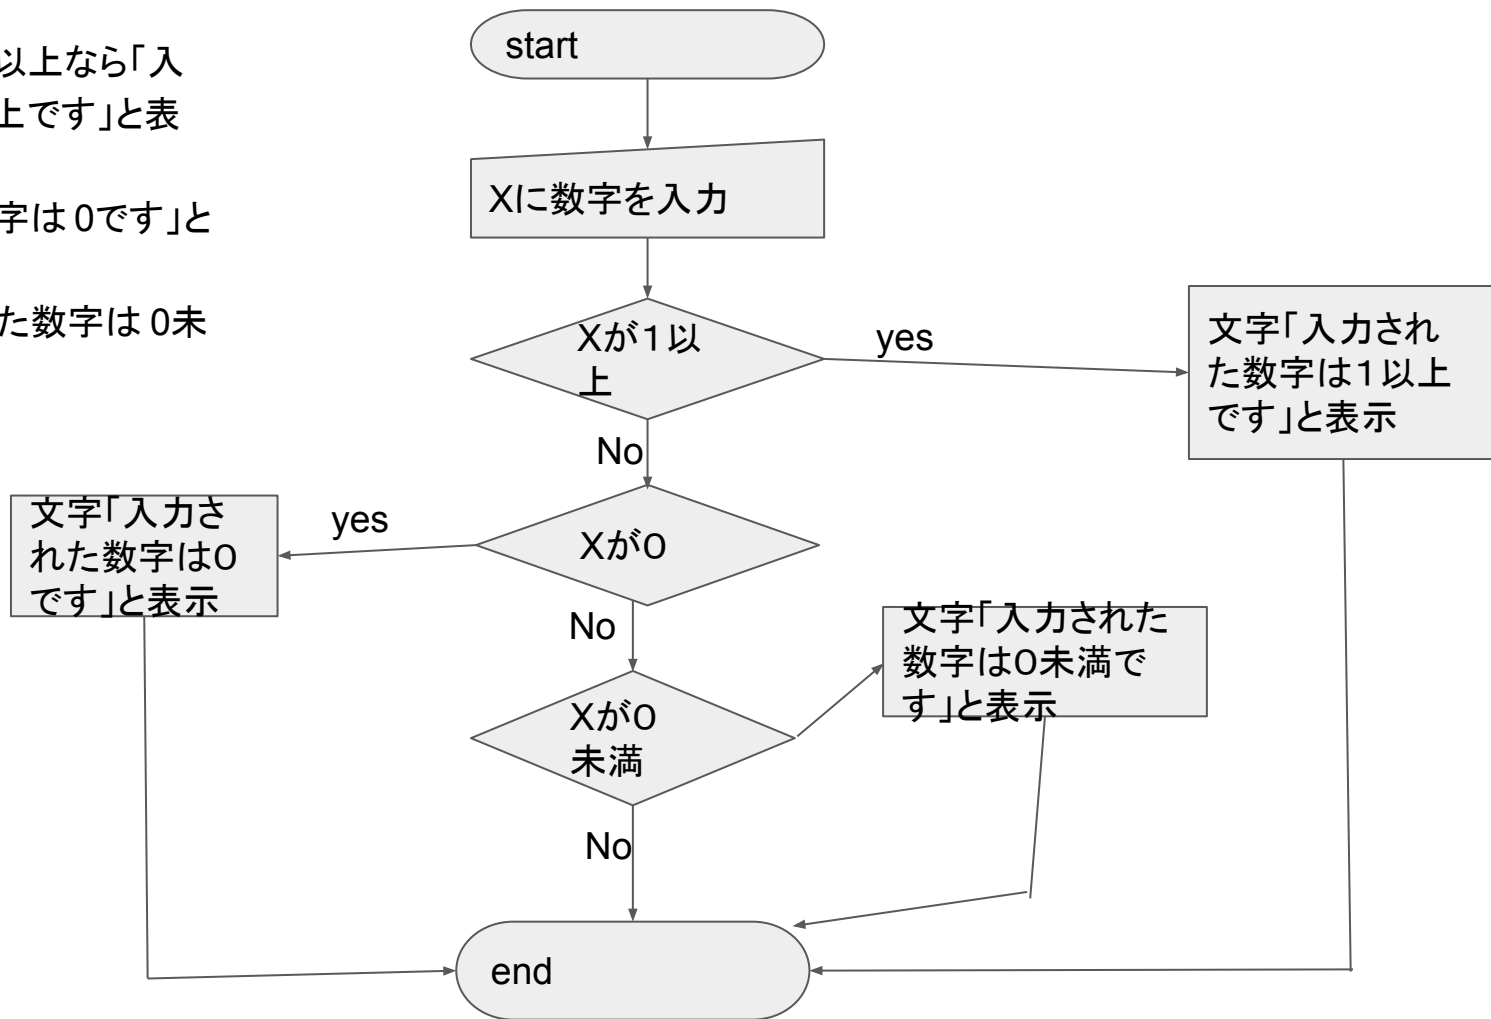 以上なら「入
上です」と表
字は 0です」と
た数字は 0未
start
Xに数字を入力
Xが１以
上
yes
文字「入力され
た数字は１以上
です」と表示
No
Xが０
yes
文字「入力さ
れた数字は０
です」と表示
No
Xが０
未満
文字「入力された
数字は０未満で
す」と表示
No
end